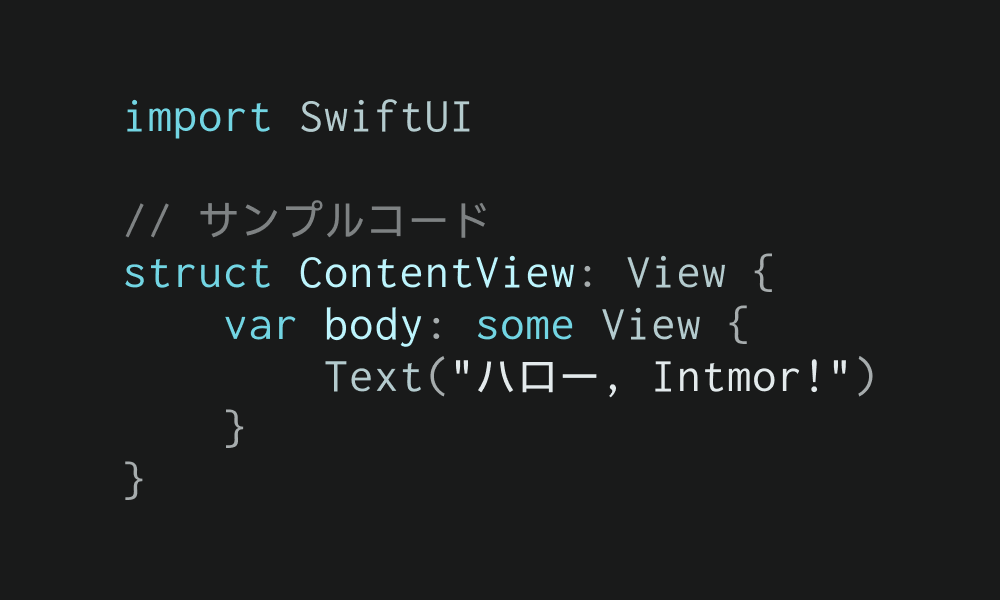 import SwiftUI
// サンプルコード
struct ContentView: View {
    var body: some View {
        Text("ハロー, Intmor!")
    }
}